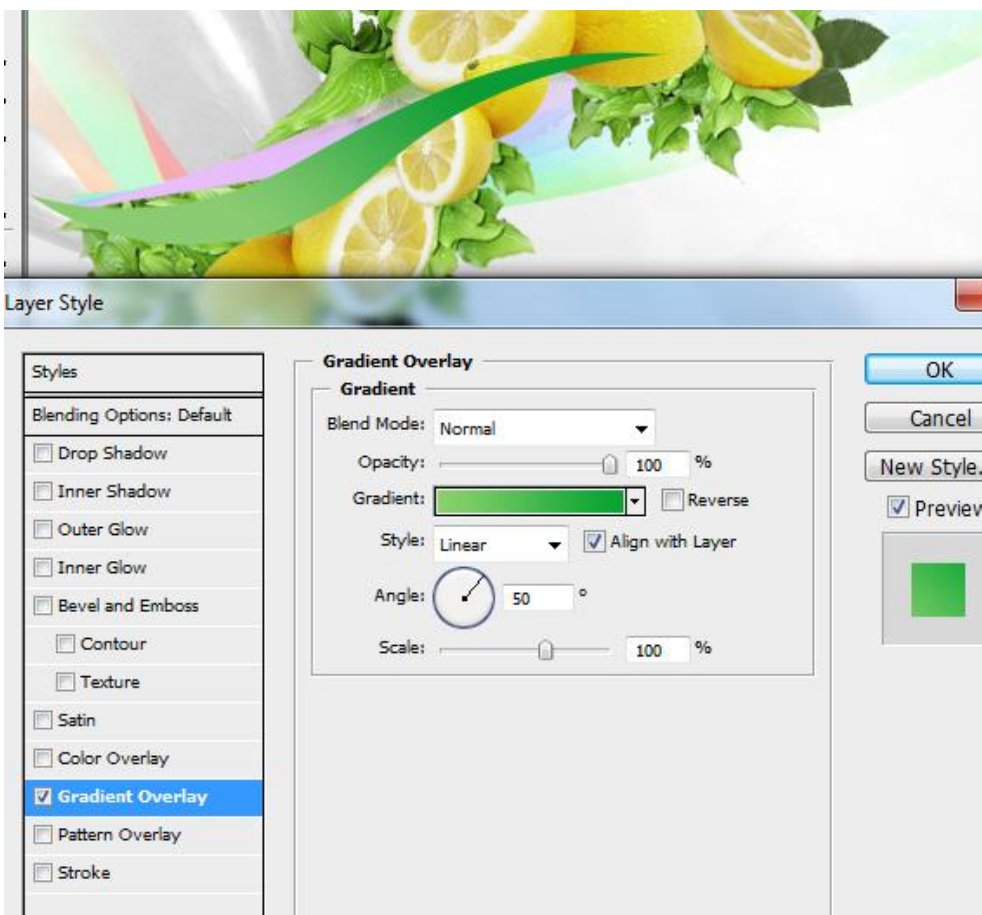 Layer Style
Styles
Blending Options: Default
Drop Shadow
Inner Shadow
Outer Glow
Inner Glow
Bevel and Emboss
Contour
Texture
Satin
Color Overlay
Gradient Overlay
Pattern Overlay
Stroke
Gradient Overlay
Gradient
Blend Mode: Normal
Opacity: 100 %
Gradient: Reverse
Style: Linear Align with Layer
Angle: 50 °
Scale: 100 %
OK
Cancel
New Style.
Preview